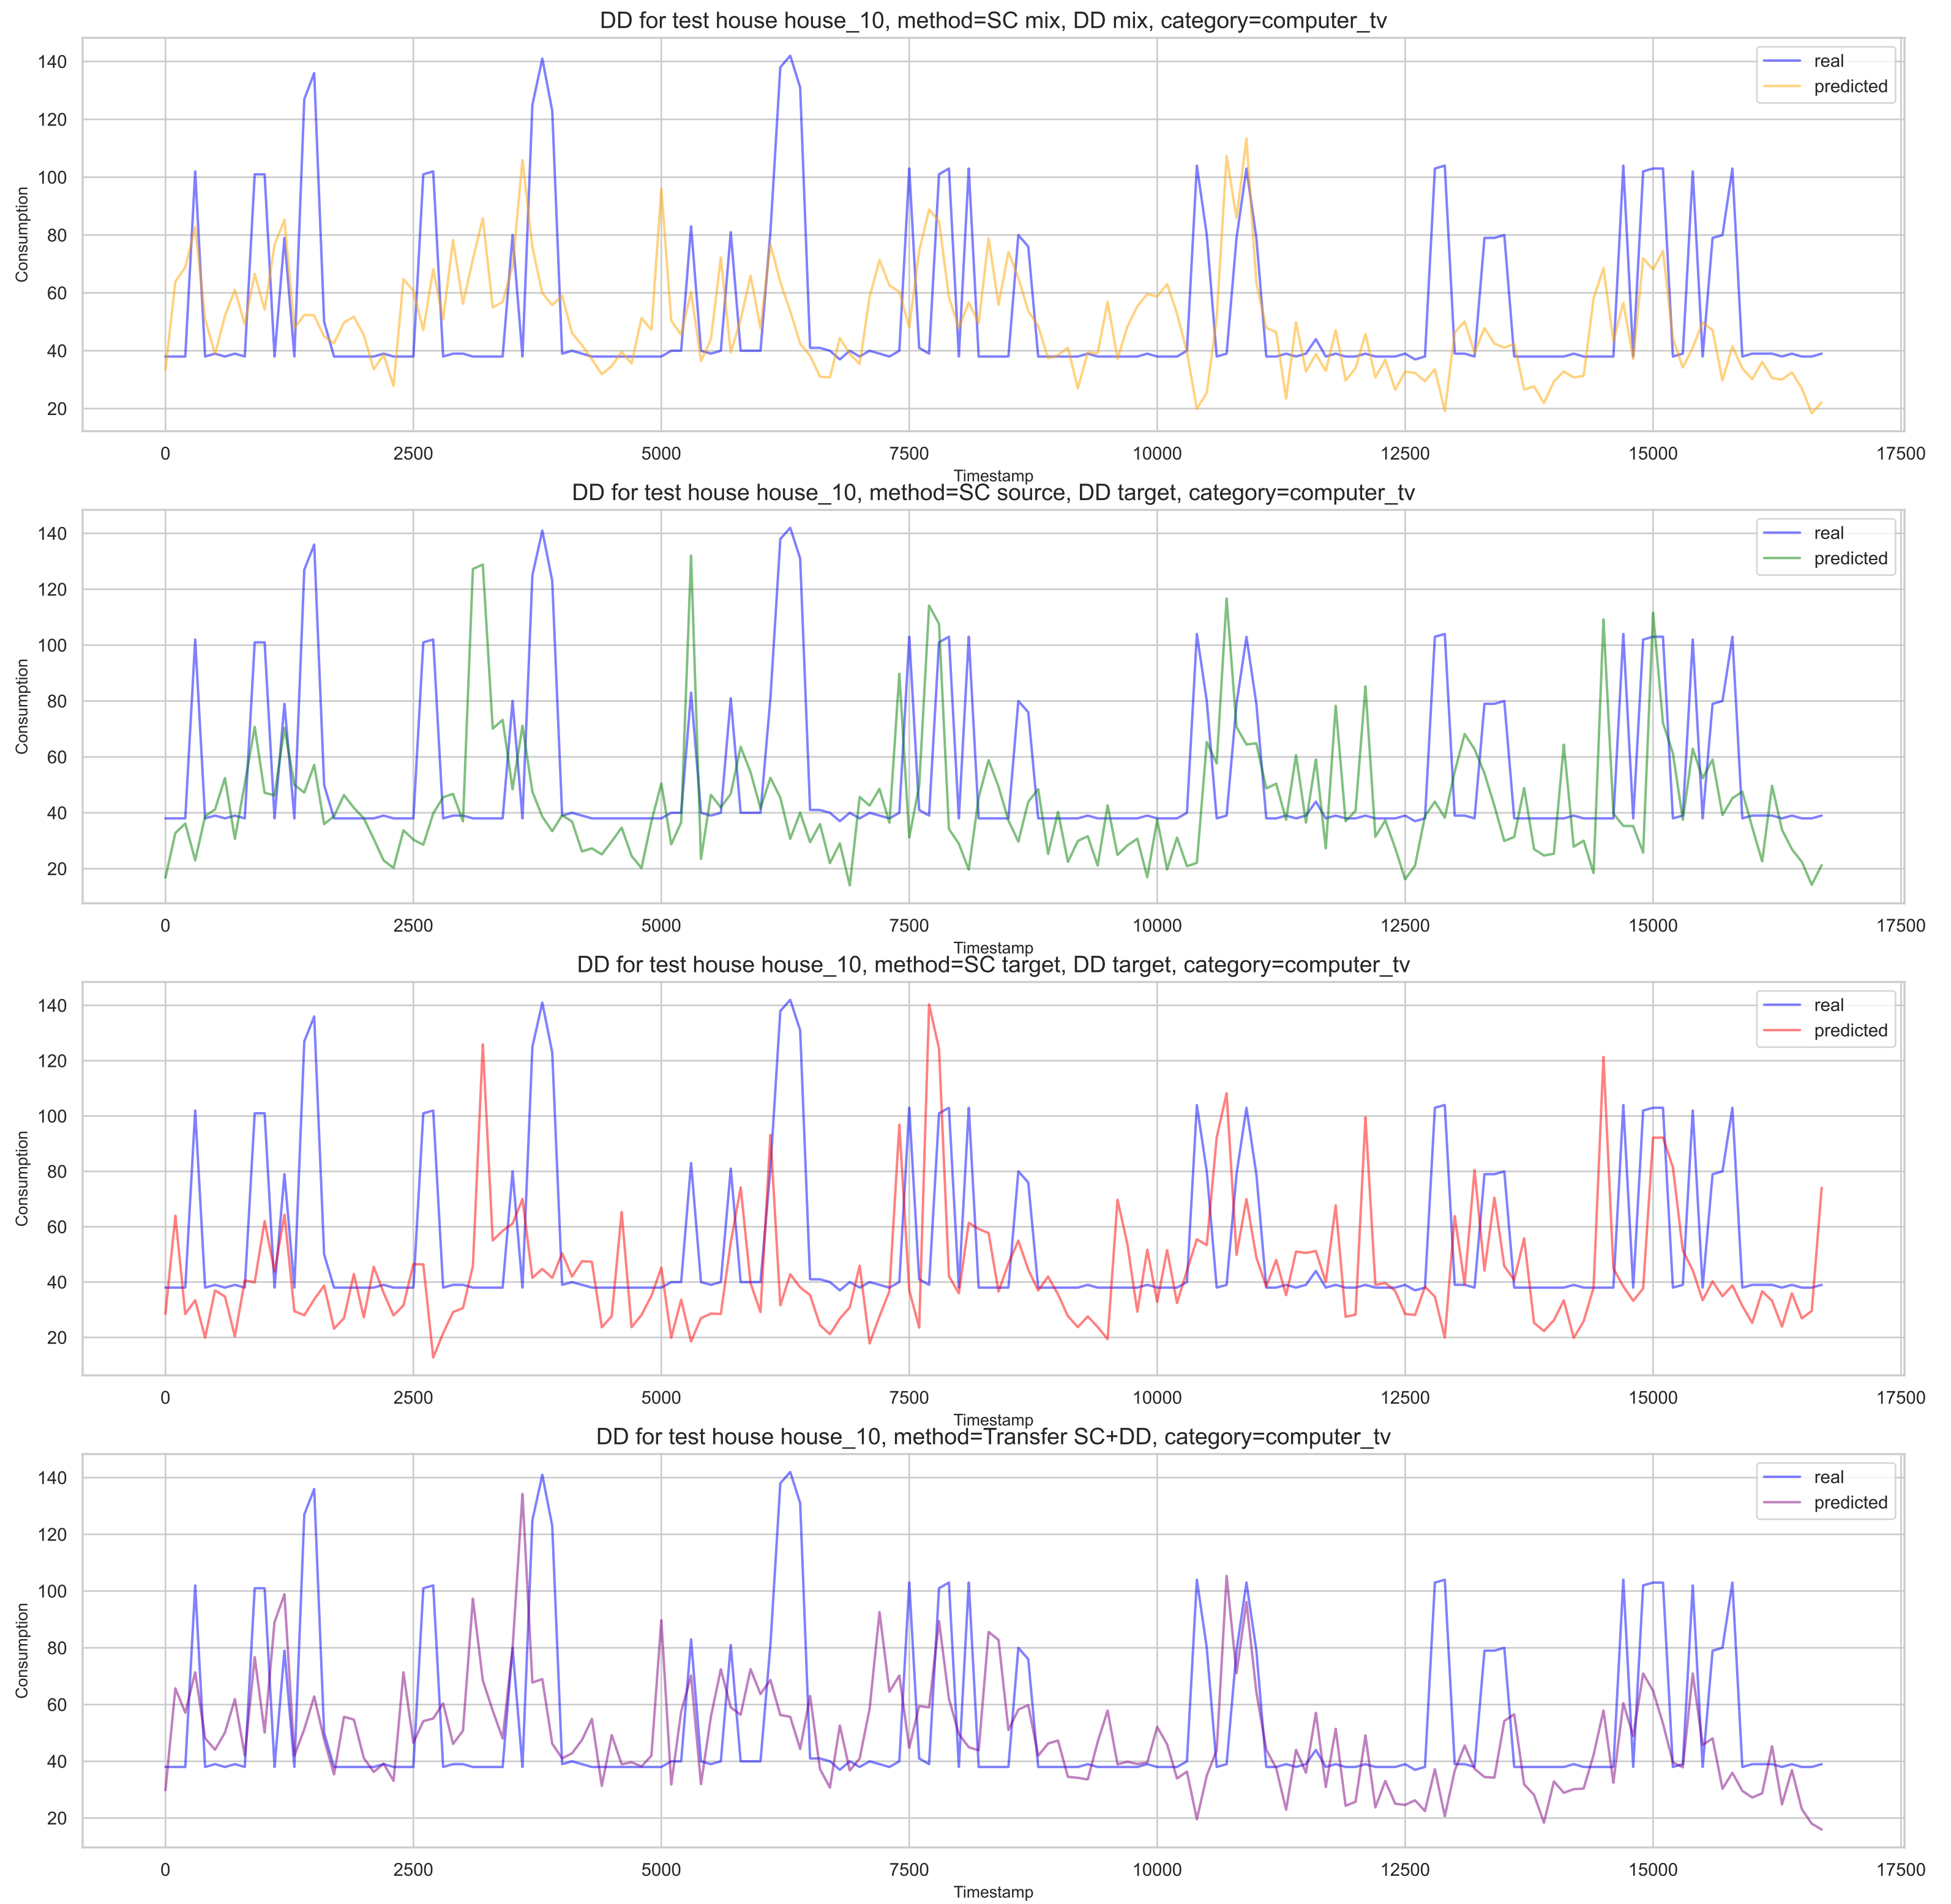 DD for test house house_10, method=SC mix, DD mix, category=computer_tv
140
120
100
80
60
40
20
Consumption
real
predicted
0 2500 5000 7500 10000 12500 15000 17500
Timestamp
DD for test house house_10, method=SC source, DD target, category=computer_tv
140
120
100
80
60
40
20
Consumption
real
predicted
0 2500 5000 7500 10000 12500 15000 17500
Timestamp
DD for test house house_10, method=SC target, DD target, category=computer_tv
140
120
100
80
60
40
20
Consumption
real
predicted
0 2500 5000 7500 10000 12500 15000 17500
Timestamp
DD for test house house_10, method=Transfer SC+DD, category=computer_tv
140
120
100
80
60
40
20
Consumption
real
predicted
0 2500 5000 7500 10000 12500 15000 17500
Timestamp